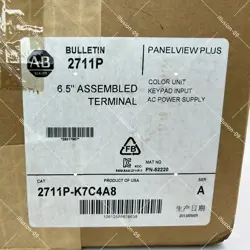 AB
BULLETIN
2711P
PANELVIEW PLUS
6.5" ASSEMBLED
TERMINAL
COLOR UNIT
KEYPAD INPUT
AC POWER SUPPLY
FB
MAT NO
PN-62220
CAT
PRODUCT OF USA
SER
2711P-K7C4A8
A
生产日期